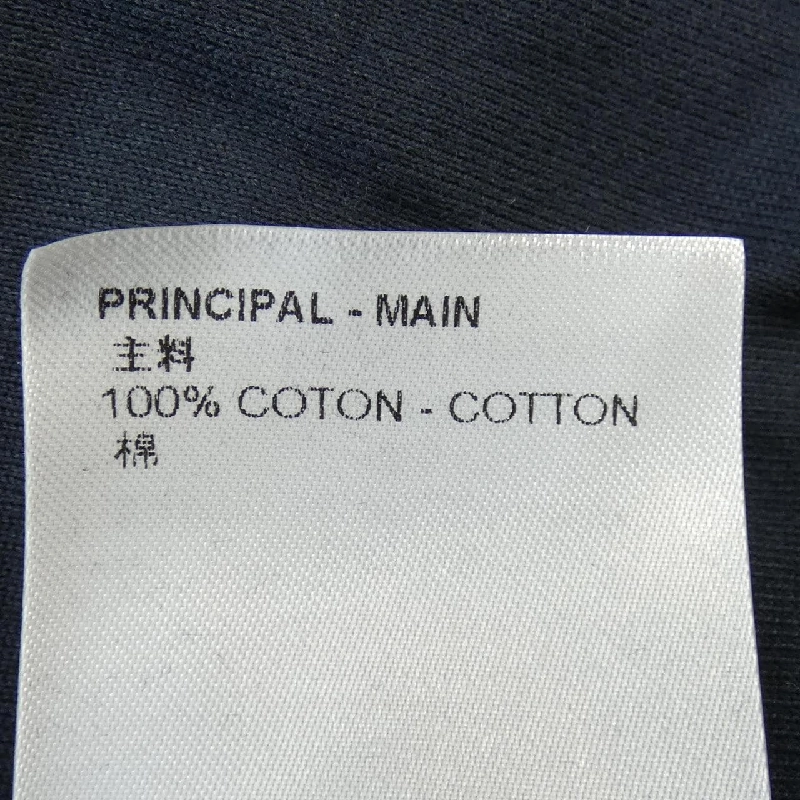 PRINCIPAL - MAIN
主料
100% COTON - COTTON
棉